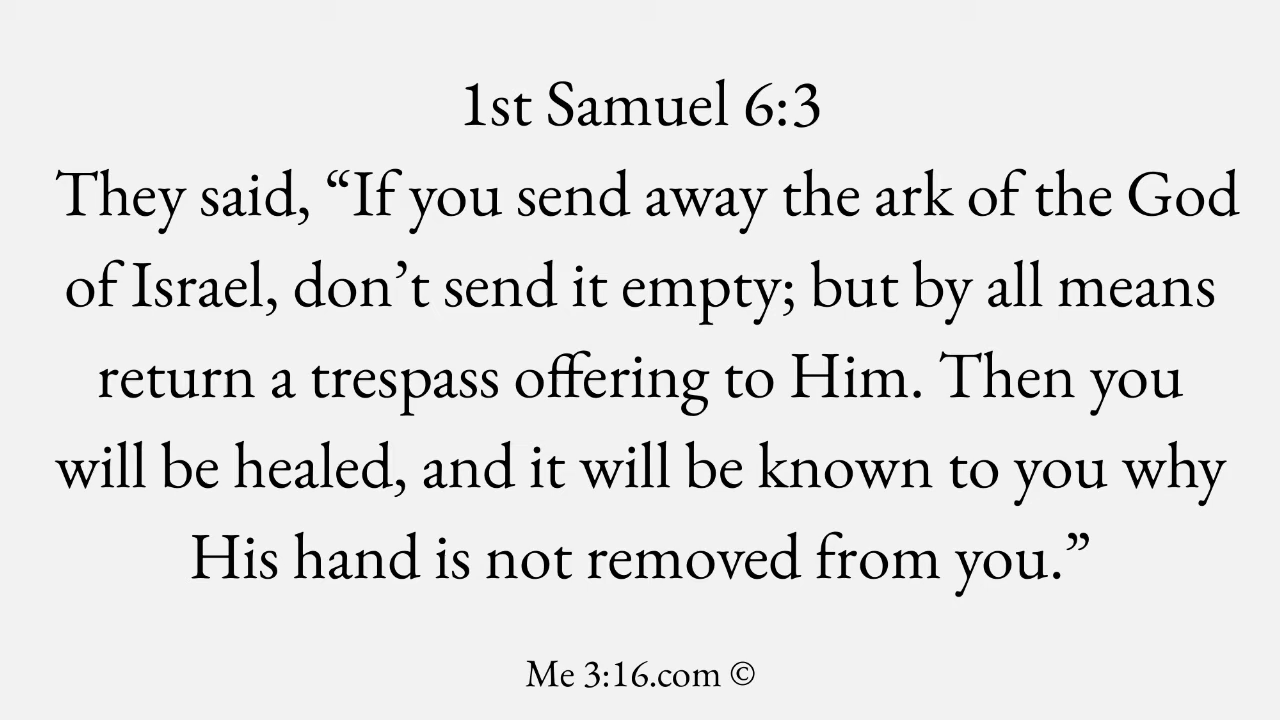 1st Samuel 6:3
They said, “If you send away the ark of the God
of Israel, don’t send it empty; but by all means
return a trespass offering to Him. Then you
will be healed, and it will be known to you why
His hand is not removed from you.”
Me 3:16.com ©